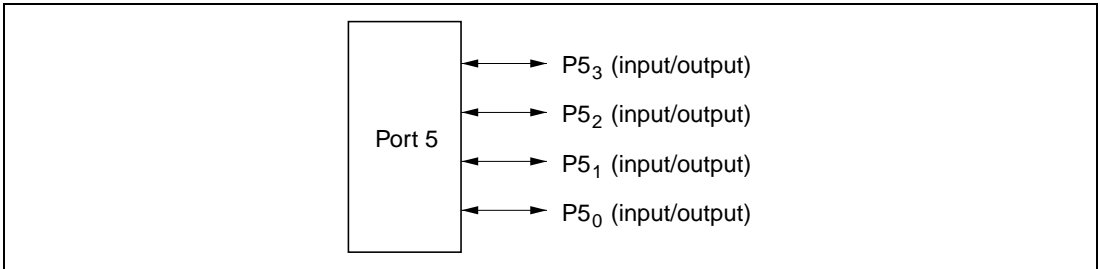 P5₃ (input/output)
P5₂ (input/output)
Port 5
P5₁ (input/output)
P5₀ (input/output)